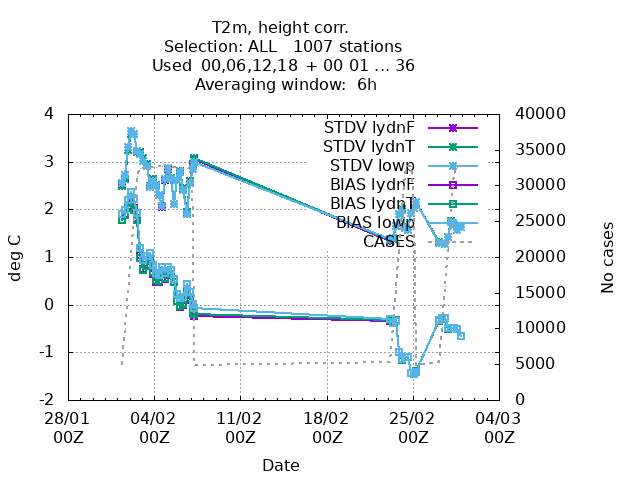 T2m, height corr.
Selection: ALL   1007 stations
Used  00,06,12,18 + 00 01 ... 36
Averaging window:  6h
4
3
2
1
0
-1
-2
deg C
40000
35000
30000
25000
20000
15000
10000
5000
0
No cases
STDV lydnF
STDV lydnT
STDV lowp
BIAS lydnF
BIAS lydnT
BIAS lowp
CASES
28/01 04/02 11/02 18/02 25/02 04/03
00Z 00Z 00Z 00Z 00Z 00Z
Date